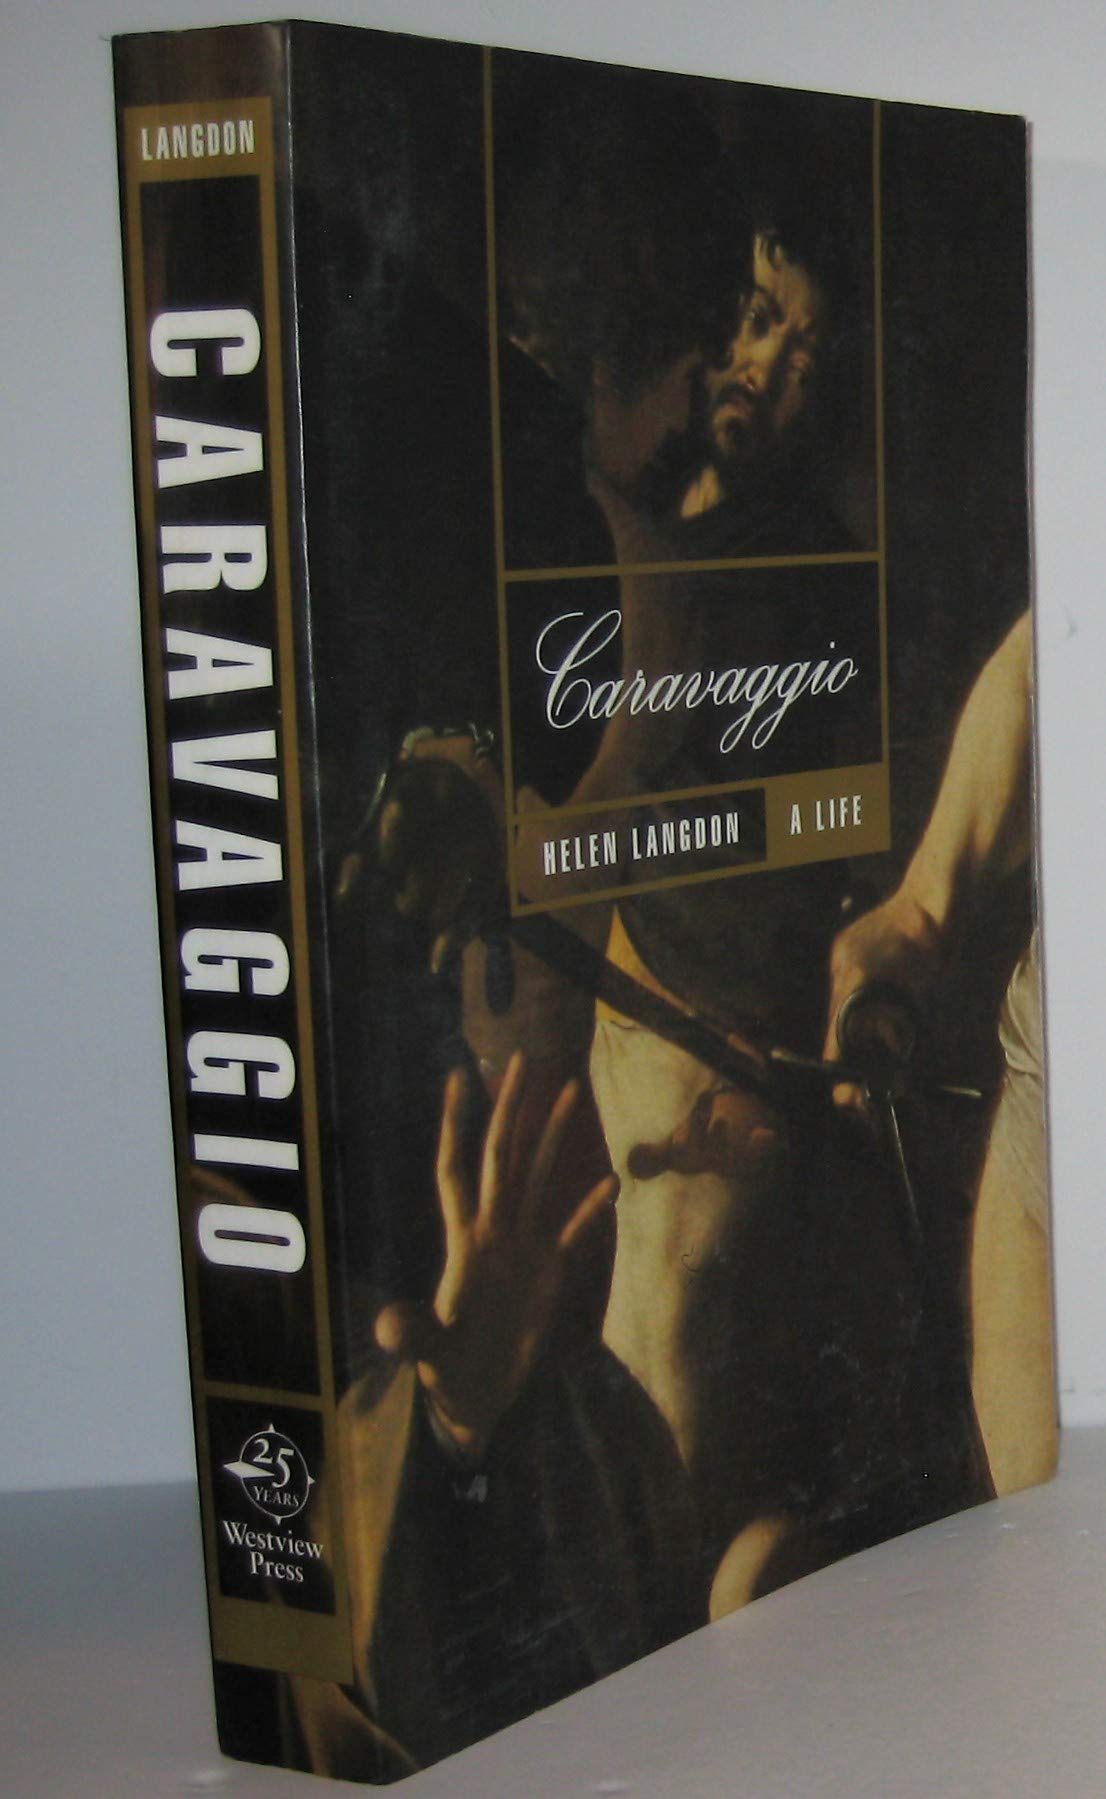 LANGDON
CARAVAGGIO
25
YEARS
Westview
Press
Caravaggio
HELEN LANGDON
A LIFE